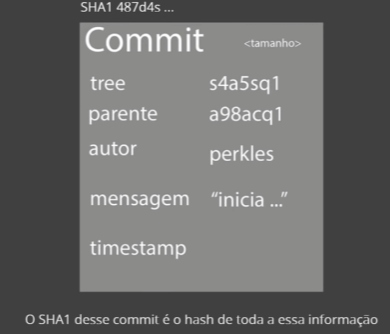 SHA1 487d4s ...
Commit <tamanho>
tree s4a5sq1
parente a98acq1
autor perkles
mensagem “inicia ...”
timestamp
O SHA1 desse commit é o hash de toda a essa informação